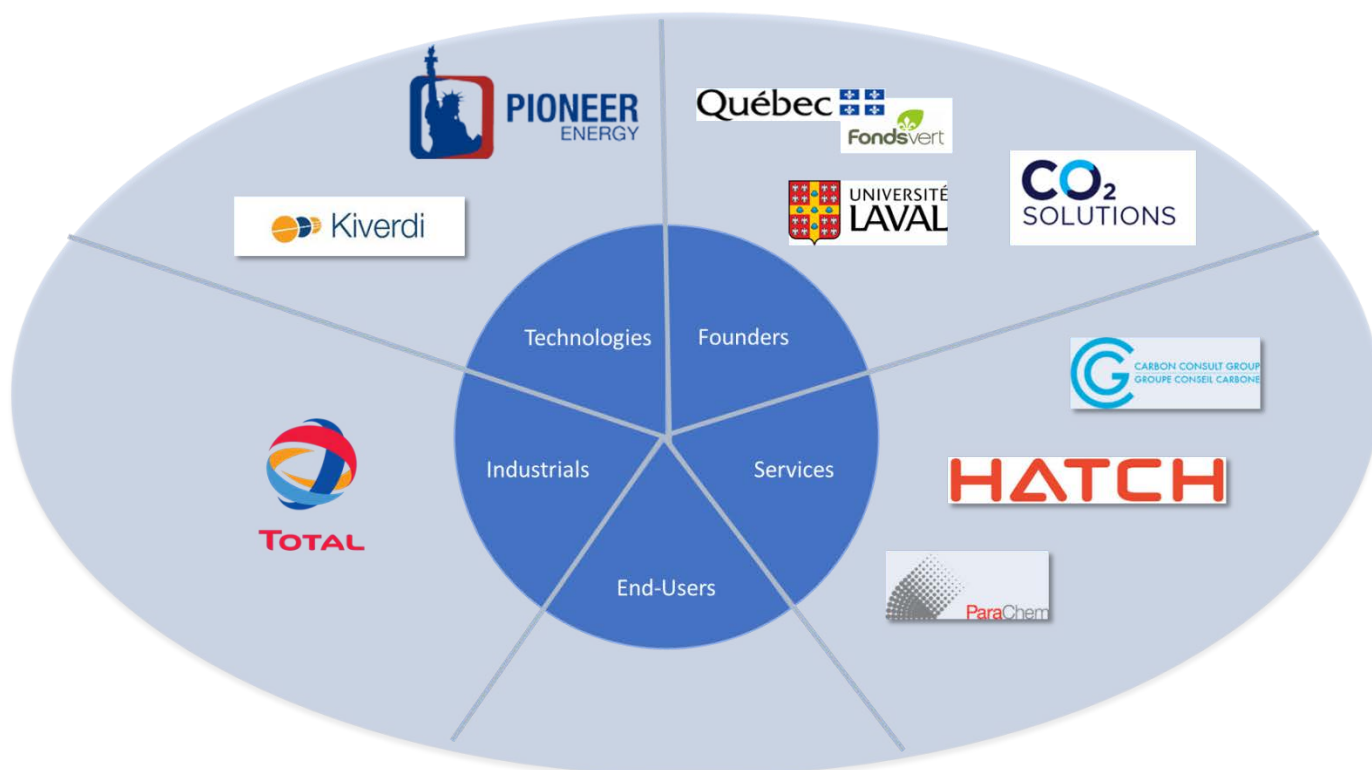 PIONEER
ENERGY
Québec
Fondsvert
Kiverdi
UNIVERSITÉ
LAVAL
CO₂
SOLUTIONS
Technologies
Founders
CARBON CONSULT GROUP
GROUPE CONSEIL CARBONE
Industrials
Services
HATCH
TOTAL
End-Users
ParaChem